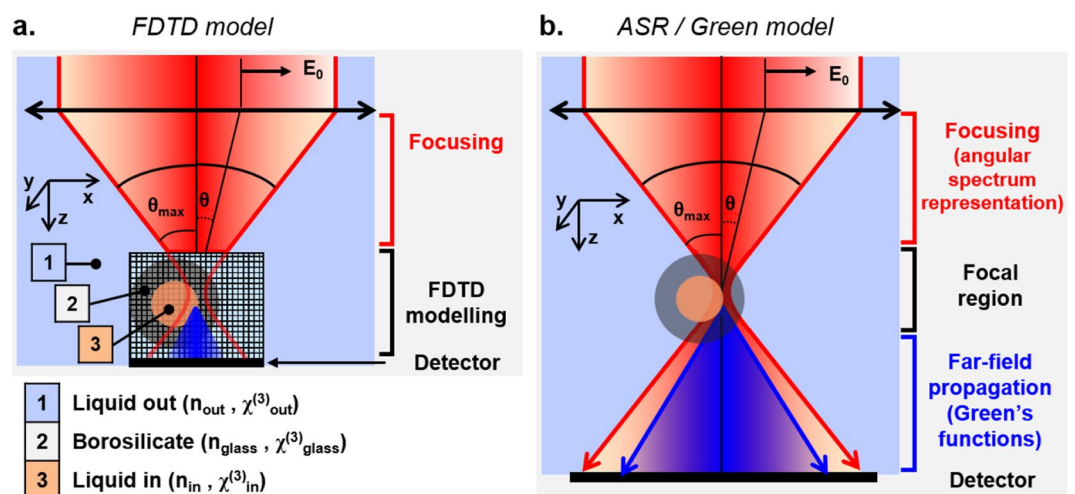 a.
FDTD model
E₀
Focusing
y
x
z
θmax
θ
1
2
3
FDTD
modelling
Detector
1 Liquid out (nout , χ(3)out)
2 Borosilicate (nglass , χ(3)glass)
3 Liquid in (nin , χ(3)in)
b.
ASR / Green model
E₀
Focusing
(angular
spectrum
representation)
y
x
z
θmax
θ
Focal
region
Far-field
propagation
(Green's
functions)
Detector